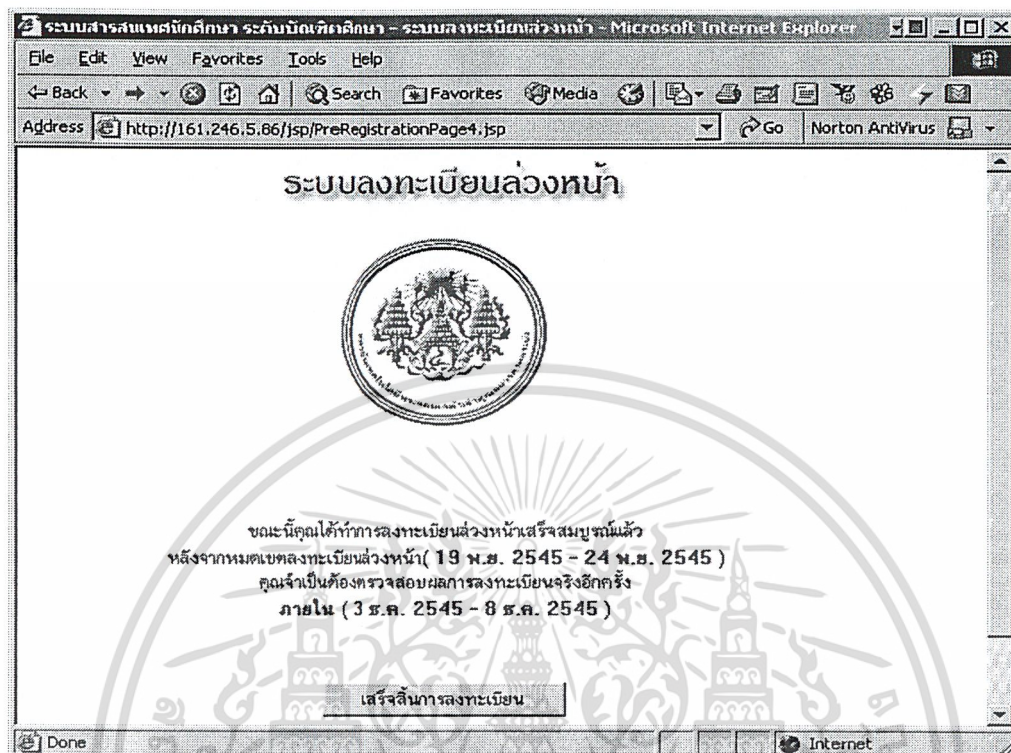 ระบบสารสนเทศนักศึกษา ระดับบัณฑิตศึกษา - ระบบลงทะเบียนล่วงหน้า - Microsoft Internet Explorer
File Edit View Favorites Tools Help
Back Search Favorites Media
Address http://161.246.5.86/jsp/PreRegistrationPage4.jsp Go Norton AntiVirus
ระบบลงทะเบียนล่วงหน้า
ขณะนี้คุณได้ทำการลงทะเบียนล่วงหน้าเสร็จสมบูรณ์แล้ว
หลังจากหมดเขตลงทะเบียนล่วงหน้า( 19 พ.ย. 2545 - 24 พ.ย. 2545 )
คุณจำเป็นต้องตรวจสอบผลการลงทะเบียนจริงอีกครั้ง
ภายใน ( 3 ธ.ค. 2545 - 8 ธ.ค. 2545 )
เสร็จสิ้นการลงทะเบียน
Done Internet